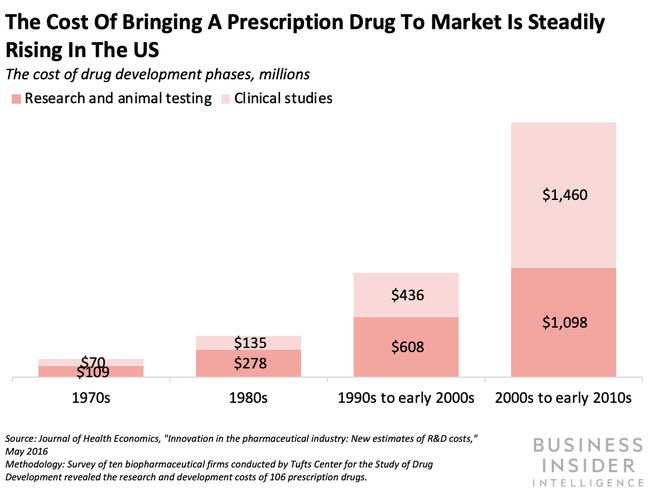 The Cost Of Bringing A Prescription Drug To Market Is Steadily
Rising In The US
The cost of drug development phases, millions
Research and animal testing Clinical studies
$1,460
$1,098
$436
$608
$135
$278
$70
$109
1970s 1980s 1990s to early 2000s 2000s to early 2010s
Source: Journal of Health Economics, "Innovation in the pharmaceutical industry: New estimates of R&D costs,"
May 2016
Methodology: Survey of ten biopharmaceutical firms conducted by Tufts Center for the Study of Drug
Development revealed the research and development costs of 106 prescription drugs.
BUSINESS
INSIDER
INTELLIGENCE